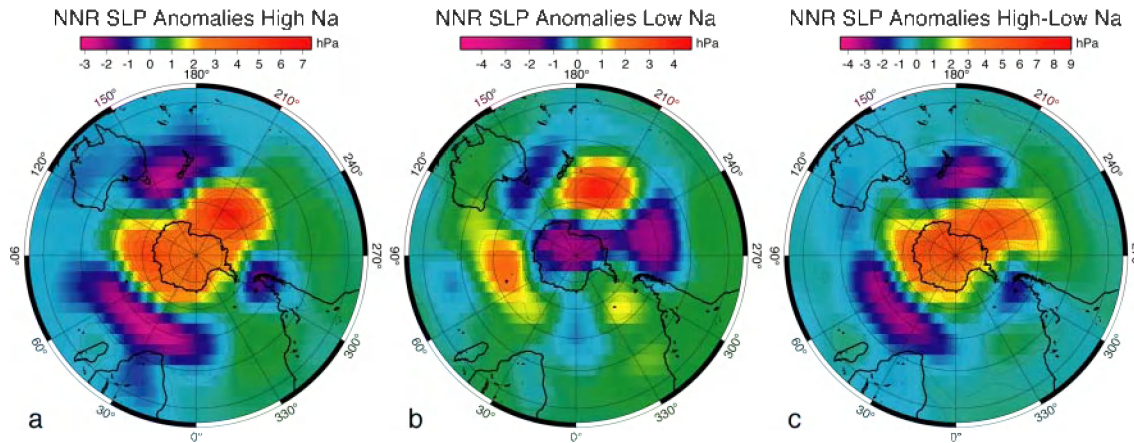 NNR SLP Anomalies High Na
hPa
-3 -2 -1 0 1 2 3 4 5 6 7
180°
150° 210°
120° 240°
90° 270°
60° 300°
30° 330°
0°
a
NNR SLP Anomalies Low Na
hPa
-4 -3 -2 -1 0 1 2 3 4
180°
150° 210°
120° 240°
90° 270°
60° 300°
30° 330°
0°
b
NNR SLP Anomalies High-Low Na
hPa
-4 -3 -2 -1 0 1 2 3 4 5 6 7 8 9
180°
150° 210°
120° 240°
90° 270°
60° 300°
30° 330°
0°
c